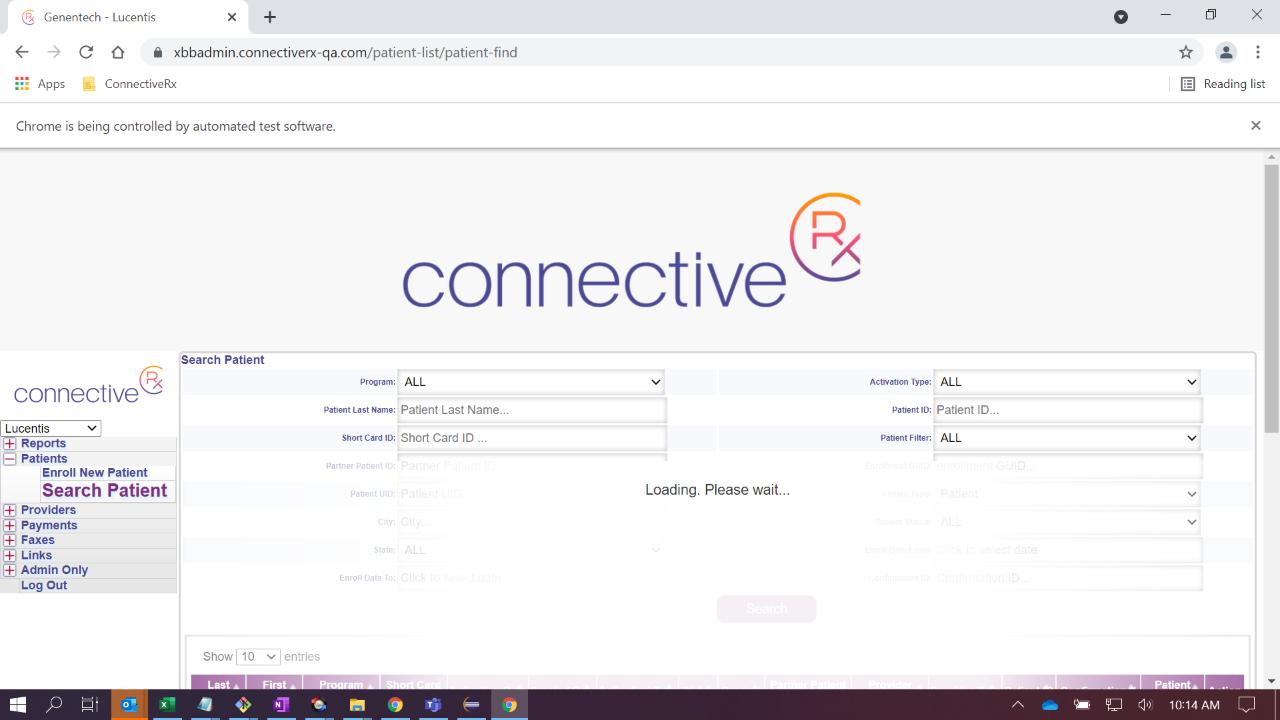 Genentech - Lucentis
xbbadmin.connectiverx-qa.com/patient-list/patient-find
Apps ConnectiveRx Reading list
Chrome is being controlled by automated test software.
connective Rx
connective Rx
Lucentis
Reports
Patients
Enroll New Patient
Search Patient
Providers
Payments
Faxes
Links
Admin Only
Log Out
Search Patient
Program: ALL Activation Type: ALL
Patient Last Name: Patient Last Name... Patient ID: Patient ID...
Short Card ID: Short Card ID ... Patient Filter: ALL
Partner Patient ID: Partner Patient ID Enrollment GUID: enrollment GUID...
Loading. Please wait...
Patient UID: Patient UID... Patient Type: Patient
City: City... Patient Status: ALL
State: ALL Enroll Date From: Click to select date
Enroll Date To: Click to select date Confirmation ID: Confirmation ID...
Search
Show 10 entries
Last First Program Short Card Partner Patient Provider Patient
10:14 AM